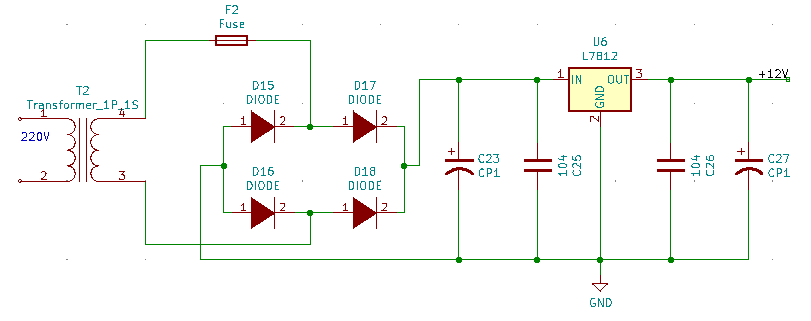 F2
Fuse
U6
L7812
T2
Transformer_1P_1S
D15
DIODE
D17
DIODE
1 IN OUT 3
GND
2
+12V
1 4
220V
1 2 1 2
2 3
D16
DIODE
D18
DIODE
1 2 1 2
+
C23
CP1
104
C25
104
C26
+
C27
CP1
GND